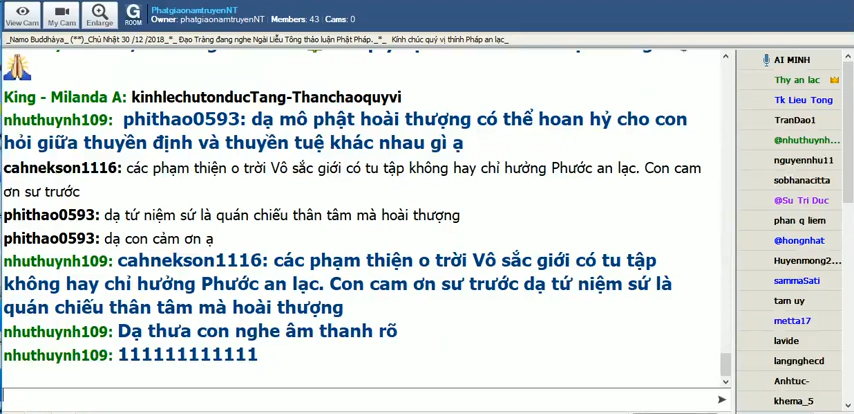 View Cam
My Cam
Enlarge
G
ROOM
PhatgiaonamtruyenNT
Owner: phatgiaonamtruyenNT Members: 43 Cams: 0
_Namo Buddhàya_ (**)_Chủ Nhật 30 /12 /2018_*_ Đạo Tràng đang nghe Ngài Liễu Tông thảo luận Phật Pháp._*_ Kính chúc quý vị thính Pháp an lạc_
King - Milanda A: kinhlechutonducTang-Thanchaoquyvi
nhuthuynh109: phithao0593: dạ mô phật hoài thượng có thể hoan hỷ cho con
hỏi giữa thuyền định và thuyền tuệ khác nhau gì ạ
cahnekson1116: các phạm thiện o trời Vô sắc giới có tu tập không hay chỉ hưởng Phước an lạc. Con cam
ơn sư trước
phithao0593: dạ tứ niệm sứ là quán chiếu thân tâm mà hoài thượng
phithao0593: dạ con cảm ơn ạ
nhuthuynh109: cahnekson1116: các phạm thiện o trời Vô sắc giới có tu tập
không hay chỉ hưởng Phước an lạc. Con cam ơn sư trước dạ tứ niệm sứ là
quán chiếu thân tâm mà hoài thượng
nhuthuynh109: Dạ thưa con nghe âm thanh rõ
nhuthuynh109: 111111111111
AI MINH
Thy an lac
Tk Lieu Tong
TranDao1
@nhuthuynh...
nguyennhu11
sobhanacitta
@Su Tri Duc
phan q liem
@hongnhat
Huyenmong2...
sammaSati
tam uy
metta17
lavide
langnghecd
Anhtuc-
khema_5